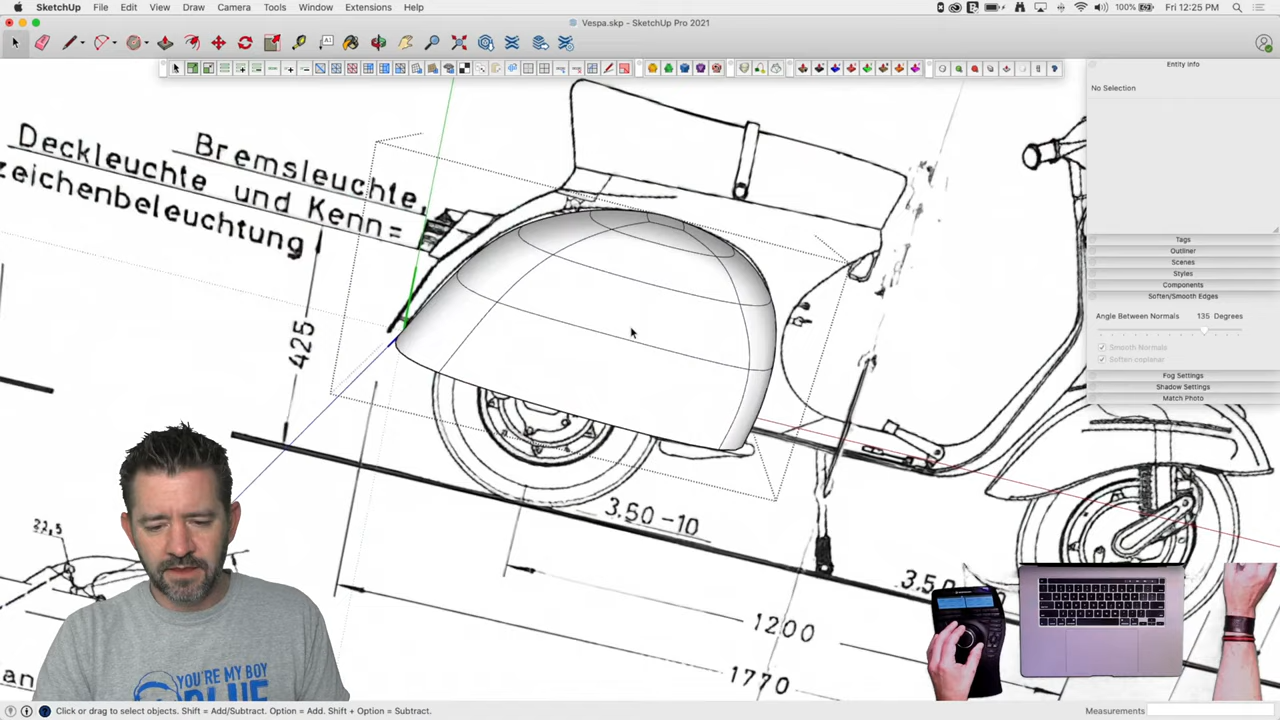 SketchUp File Edit View Draw Camera Tools Window Extensions Help
100% Fri 12:25 PM
Vespa.skp - SketchUp Pro 2021
Entity Info
No Selection
Tags
Outliner
Scenes
Styles
Components
Soften/Smooth Edges
Angle Between Normals 135 Degrees
Smooth Normals
Soften coplanar
Fog Settings
Shadow Settings
Match Photo
Bremsleuchte,
Deckleuchte und Kenn=
zeichenbeleuchtung
425
3.50-10
22,5
3.50
1200
1770
YOU'RE MY BOY
BLUE
Click or drag to select objects. Shift = Add/Subtract. Option = Add. Shift + Option = Subtract.
Measurements